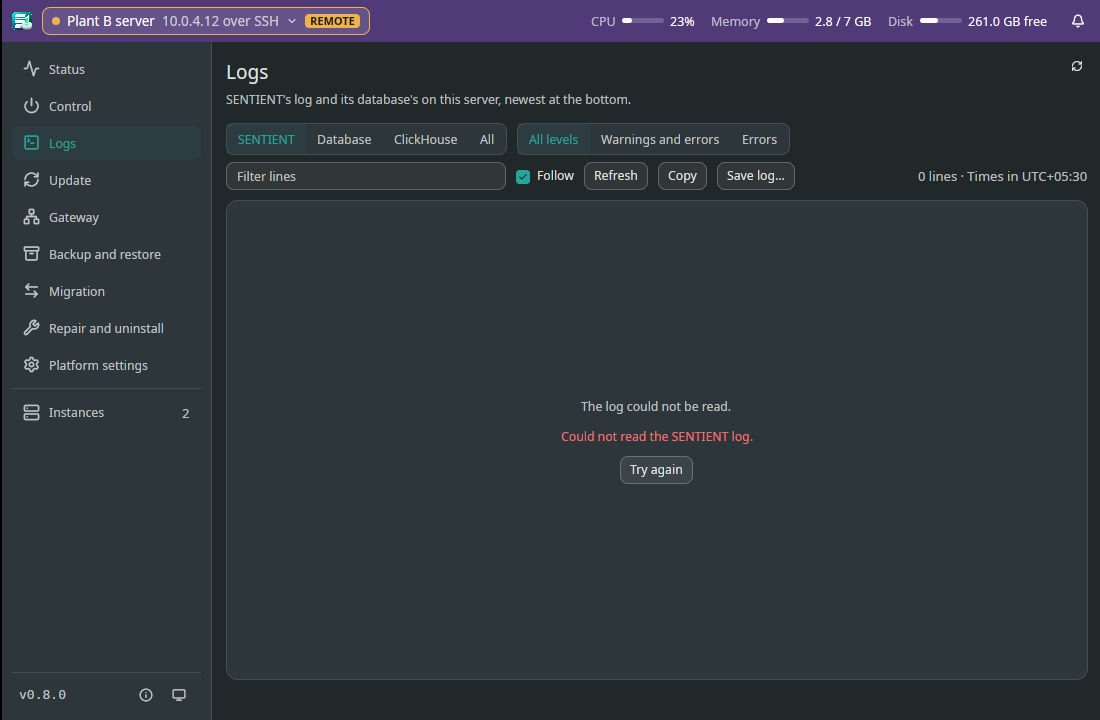 Plant B server 10.0.4.12 over SSH REMOTE CPU 23% Memory 2.8 / 7 GB Disk 261.0 GB free
Status
Control
Logs
Update
Gateway
Backup and restore
Migration
Repair and uninstall
Platform settings
Instances 2
v0.8.0
Logs
SENTIENT's log and its database's on this server, newest at the bottom.
SENTIENT Database ClickHouse All All levels Warnings and errors Errors
Filter lines Follow Refresh Copy Save log... 0 lines · Times in UTC+05:30
The log could not be read.
Could not read the SENTIENT log.
Try again